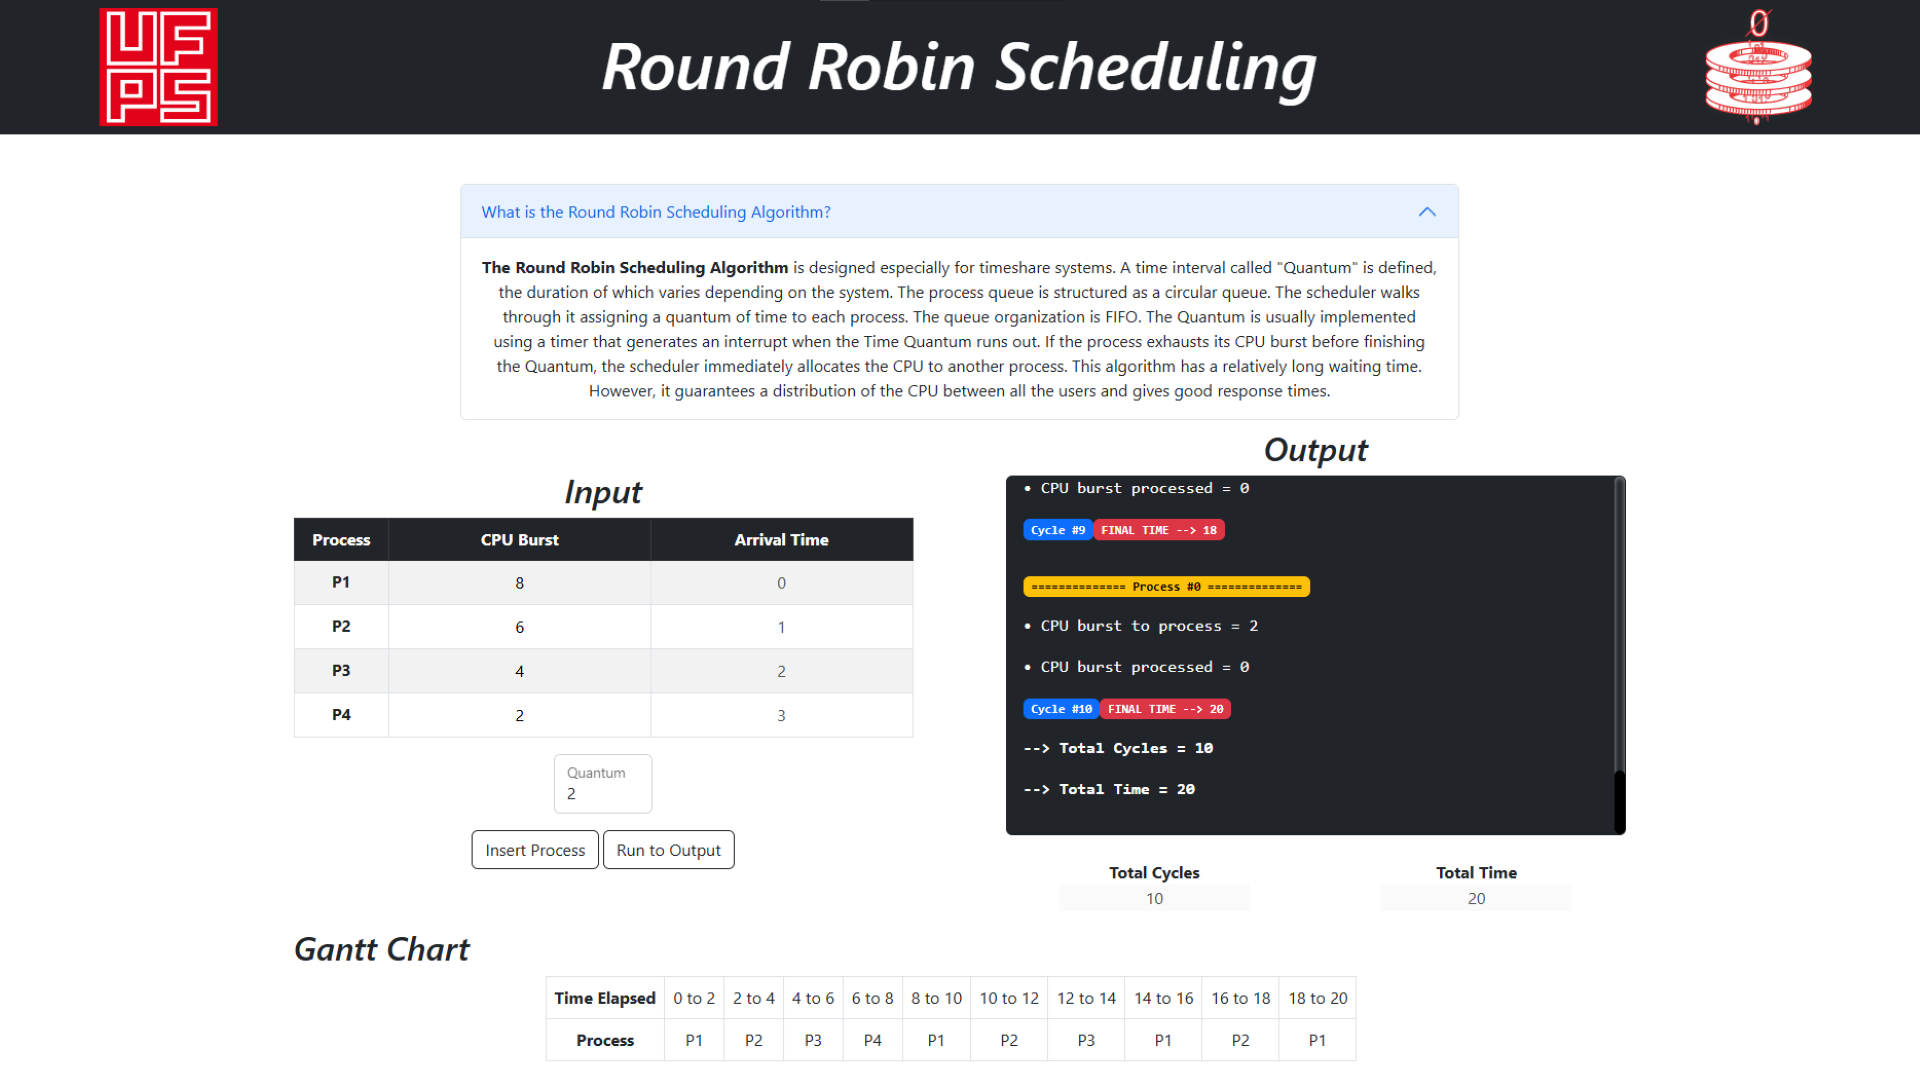 UF
PS
Round Robin Scheduling
What is the Round Robin Scheduling Algorithm?
The Round Robin Scheduling Algorithm is designed especially for timeshare systems. A time interval called "Quantum" is defined,
the duration of which varies depending on the system. The process queue is structured as a circular queue. The scheduler walks
through it assigning a quantum of time to each process. The queue organization is FIFO. The Quantum is usually implemented
using a timer that generates an interrupt when the Time Quantum runs out. If the process exhausts its CPU burst before finishing
the Quantum, the scheduler immediately allocates the CPU to another process. This algorithm has a relatively long waiting time.
However, it guarantees a distribution of the CPU between all the users and gives good response times.
Input
Process CPU Burst Arrival Time
P1 8 0
P2 6 1
P3 4 2
P4 2 3
Quantum
2
Insert Process Run to Output
Output
• CPU burst processed = 0
Cycle #9 FINAL TIME --> 18
============== Process #0 ==============
• CPU burst to process = 2
• CPU burst processed = 0
Cycle #10 FINAL TIME --> 20
--> Total Cycles = 10
--> Total Time = 20
Total Cycles Total Time
10 20
Gantt Chart
Time Elapsed 0 to 2 2 to 4 4 to 6 6 to 8 8 to 10 10 to 12 12 to 14 14 to 16 16 to 18 18 to 20
Process P1 P2 P3 P4 P1 P2 P3 P1 P2 P1